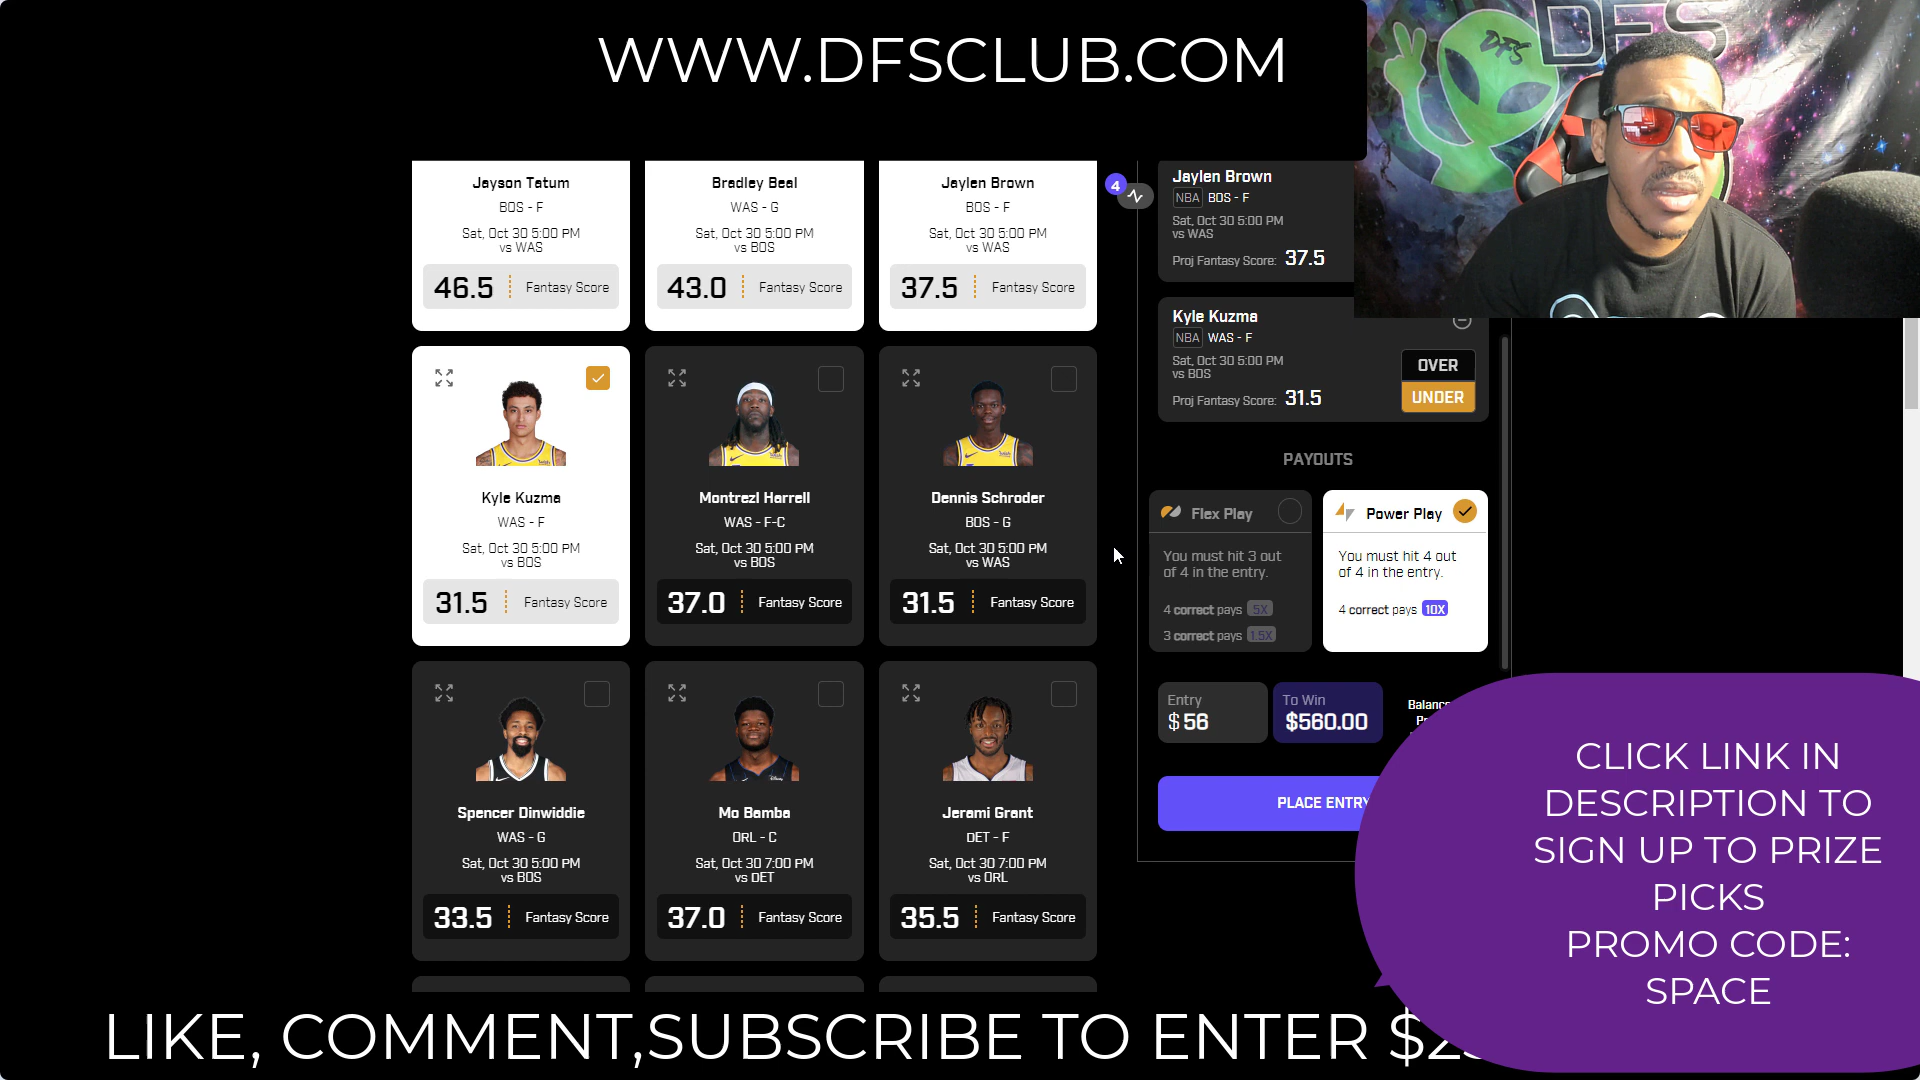 WWW.DFSCLUB.COM
DFS
DFS
Jayson Tatum
BOS - F
Sat, Oct 30 5:00 PM
vs WAS
46.5 Fantasy Score
Bradley Beal
WAS - G
Sat, Oct 30 5:00 PM
vs BOS
43.0 Fantasy Score
Jaylen Brown
BOS - F
Sat, Oct 30 5:00 PM
vs WAS
37.5 Fantasy Score
Kyle Kuzma
WAS - F
Sat, Oct 30 5:00 PM
vs BOS
31.5 Fantasy Score
Montrezl Harrell
WAS - F-C
Sat, Oct 30 5:00 PM
vs BOS
37.0 Fantasy Score
Dennis Schroder
BOS - G
Sat, Oct 30 5:00 PM
vs WAS
31.5 Fantasy Score
Spencer Dinwiddie
WAS - G
Sat, Oct 30 5:00 PM
vs BOS
33.5 Fantasy Score
Mo Bamba
ORL - C
Sat, Oct 30 7:00 PM
vs DET
37.0 Fantasy Score
Jerami Grant
DET - F
Sat, Oct 30 7:00 PM
vs ORL
35.5 Fantasy Score
4
Jaylen Brown
NBA BOS - F
Sat, Oct 30 5:00 PM
vs WAS
Proj Fantasy Score: 37.5
Kyle Kuzma
NBA WAS - F
Sat, Oct 30 5:00 PM
vs BOS
Proj Fantasy Score: 31.5
OVER
UNDER
PAYOUTS
Flex Play
You must hit 3 out
of 4 in the entry.
4 correct pays 5X
3 correct pays 1.5X
Power Play
You must hit 4 out
of 4 in the entry.
4 correct pays 10X
Entry
$56
To Win
$560.00
PLACE ENTRY
CLICK LINK IN
DESCRIPTION TO
SIGN UP TO PRIZE
PICKS
PROMO CODE:
SPACE
LIKE, COMMENT,SUBSCRIBE TO ENTER